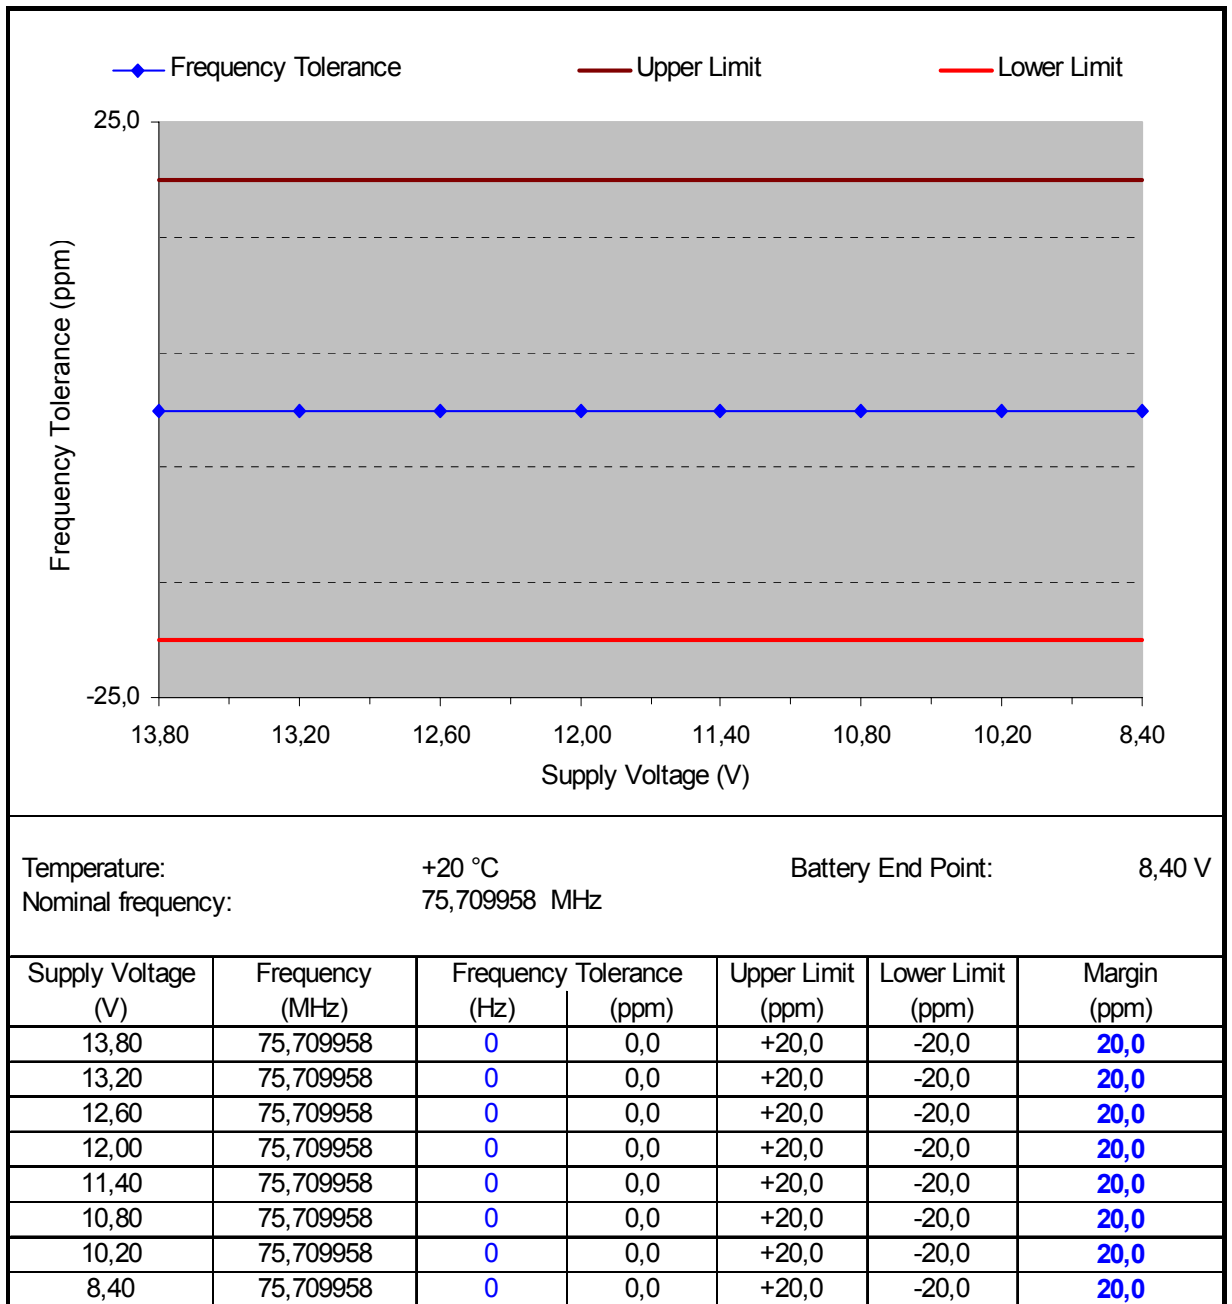 Frequency Tolerance Upper Limit Lower Limit
25,0
Frequency Tolerance (ppm)
-25,0
13,80 13,20 12,60 12,00 11,40 10,80 10,20 8,40
Supply Voltage (V)
Temperature: +20 °C Battery End Point: 8,40 V
Nominal frequency: 75,709958 MHz
Supply Voltage Frequency Frequency Tolerance Upper Limit Lower Limit Margin
(V) (MHz) (Hz) (ppm) (ppm) (ppm) (ppm)
13,80 75,709958 0 0,0 +20,0 -20,0 20,0
13,20 75,709958 0 0,0 +20,0 -20,0 20,0
12,60 75,709958 0 0,0 +20,0 -20,0 20,0
12,00 75,709958 0 0,0 +20,0 -20,0 20,0
11,40 75,709958 0 0,0 +20,0 -20,0 20,0
10,80 75,709958 0 0,0 +20,0 -20,0 20,0
10,20 75,709958 0 0,0 +20,0 -20,0 20,0
8,40 75,709958 0 0,0 +20,0 -20,0 20,0